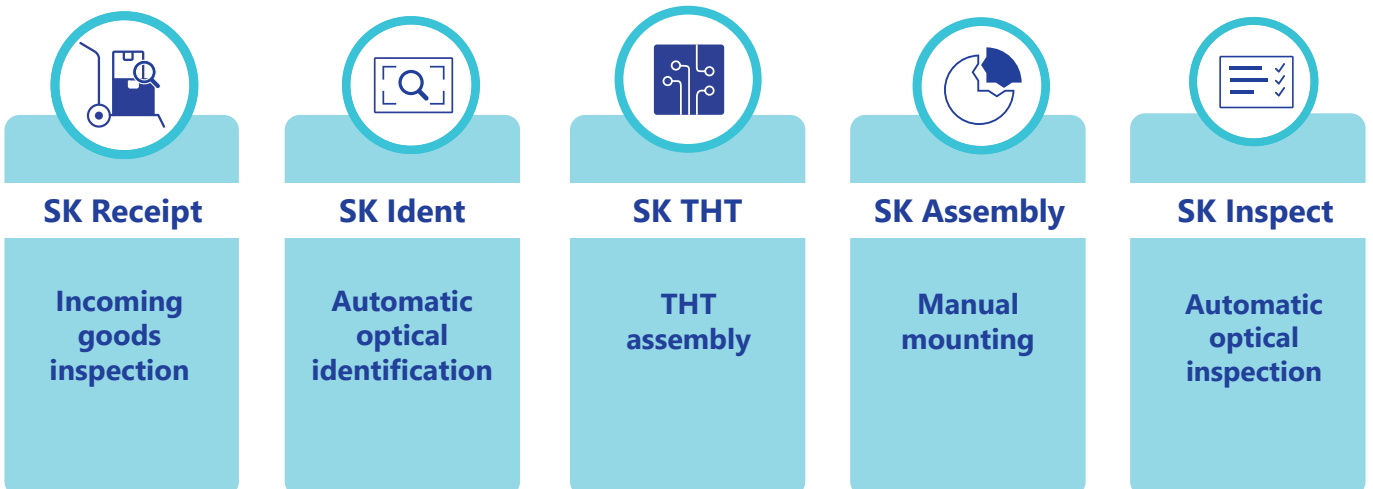 SK Receipt
Incoming
goods
inspection
SK Ident
Automatic
optical
identification
SK THT
THT
assembly
SK Assembly
Manual
mounting
SK Inspect
Automatic
optical
inspection